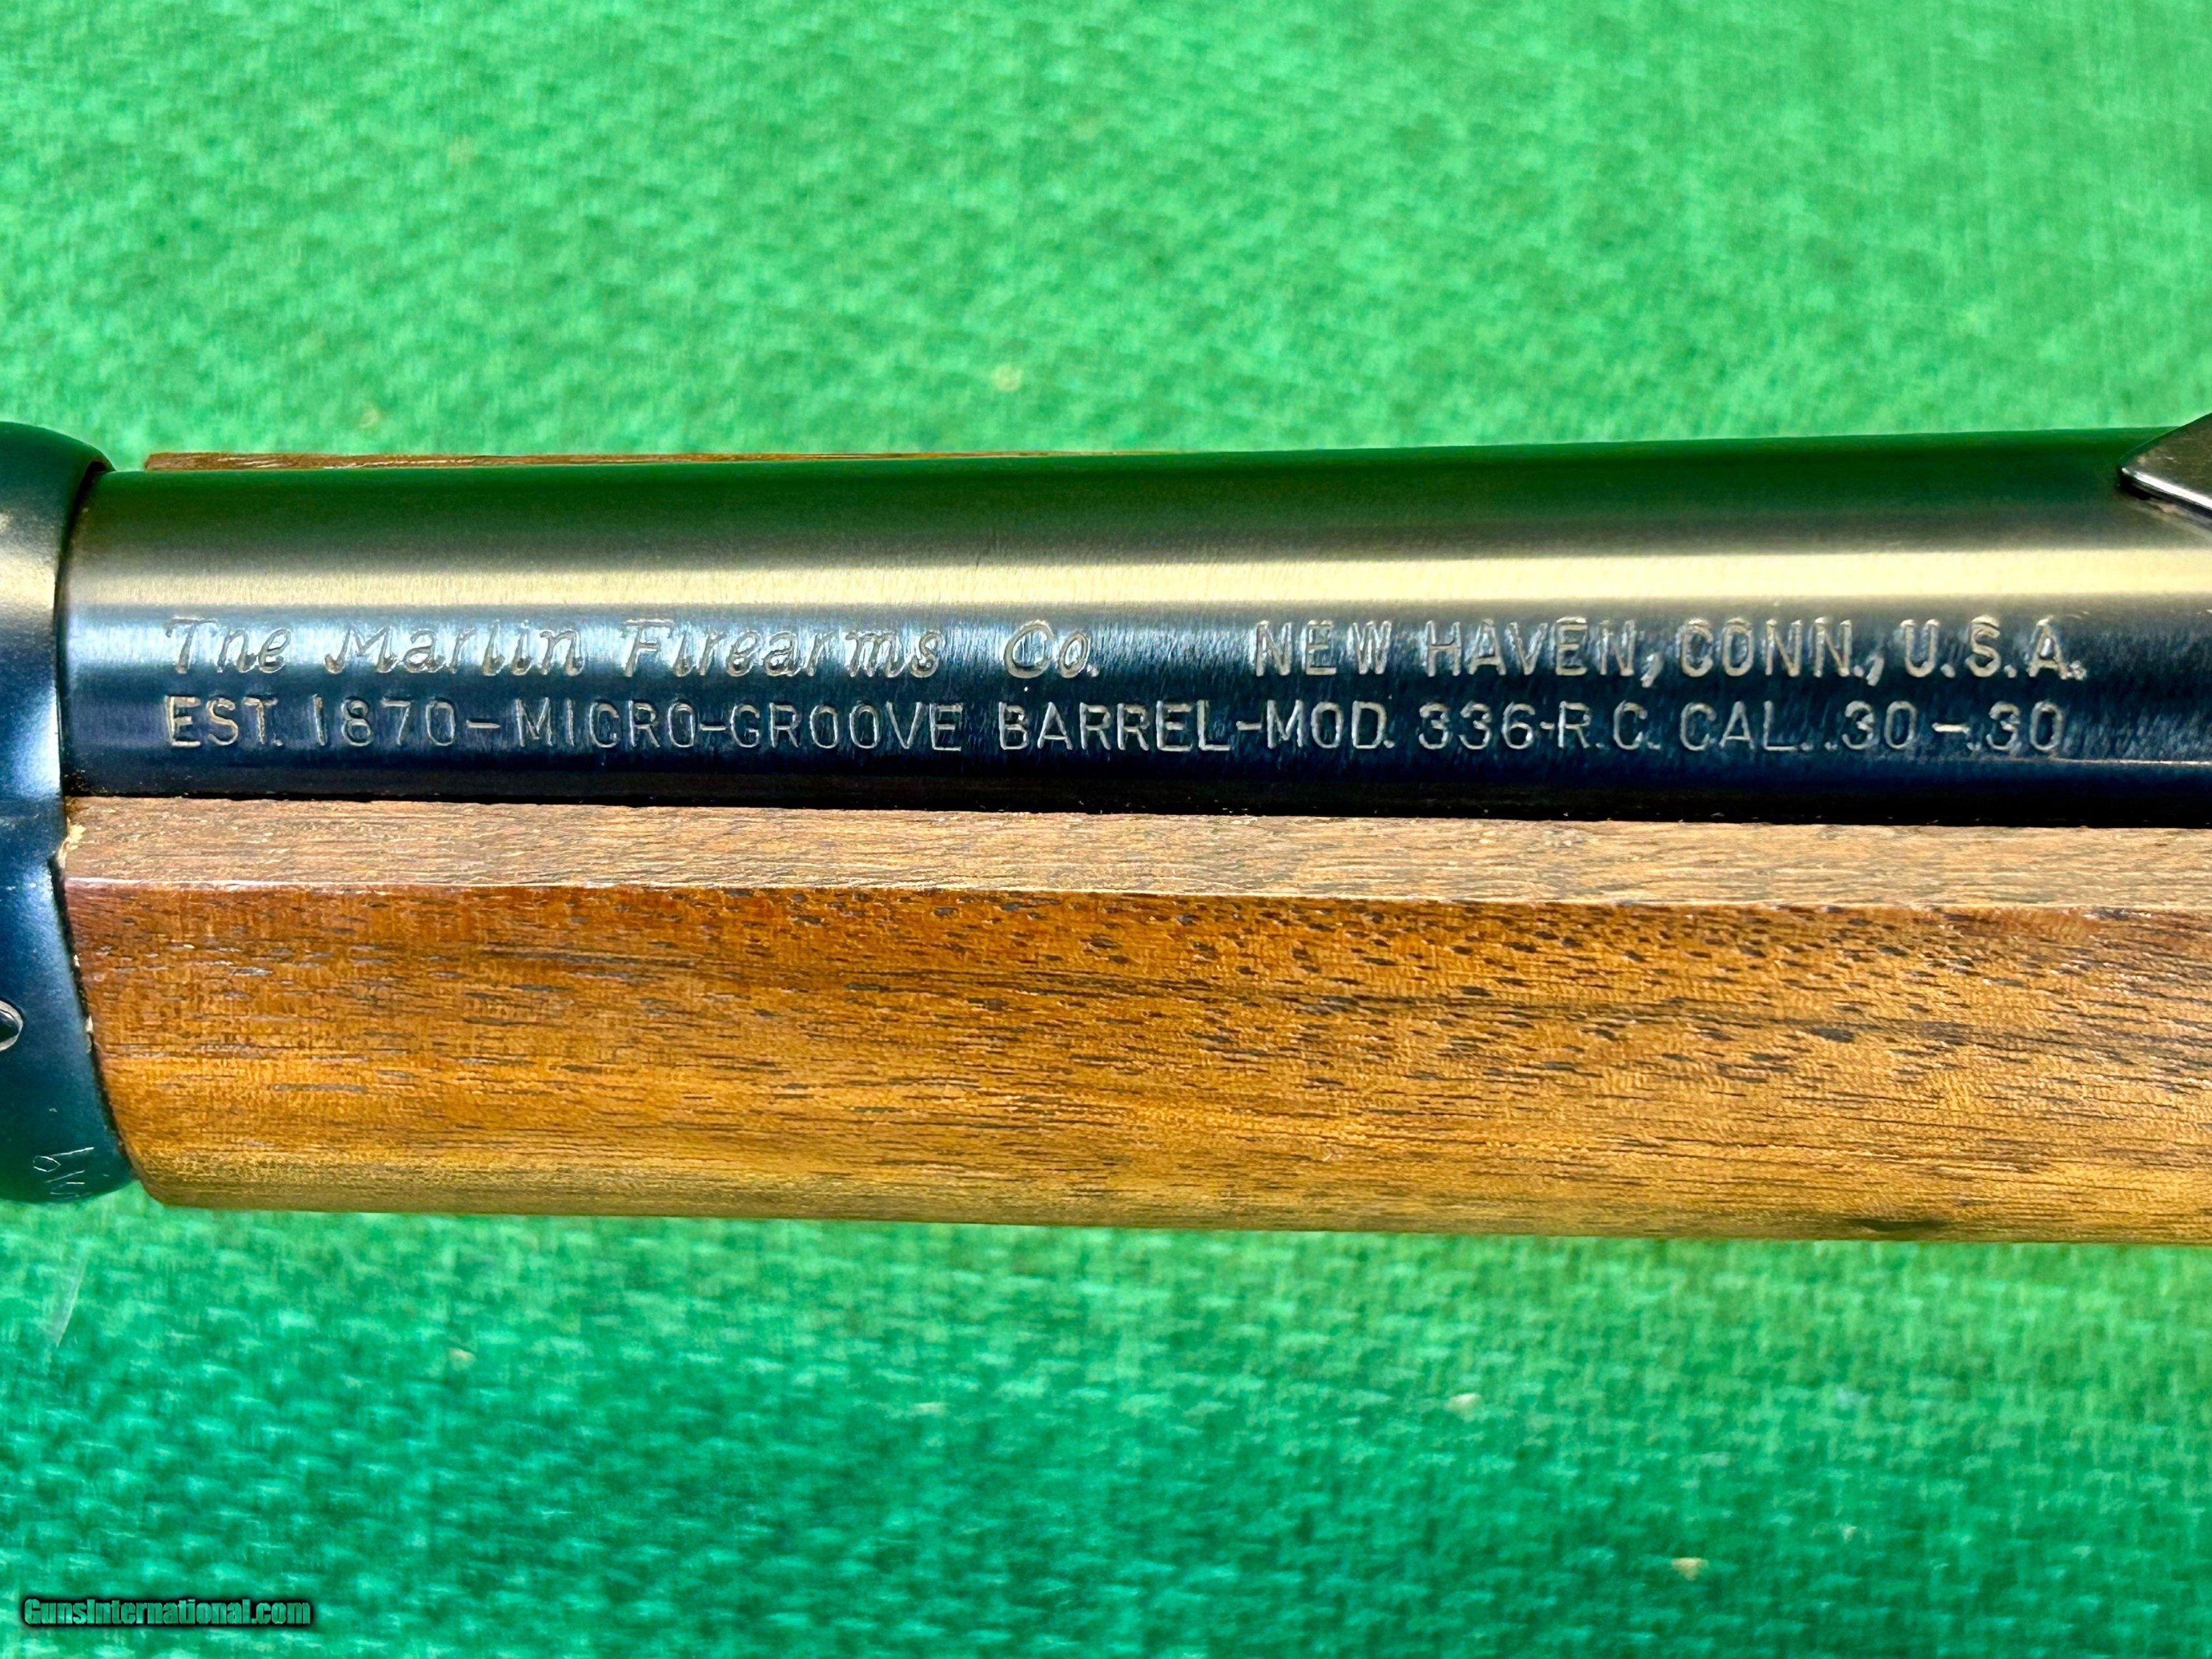 The Marlin Firearms Co. NEW HAVEN, CONN., U.S.A.
EST. 1870-MICRO-GROOVE BARREL-MOD. 336-R.C. CAL. .30-.30
GunsInternational.com